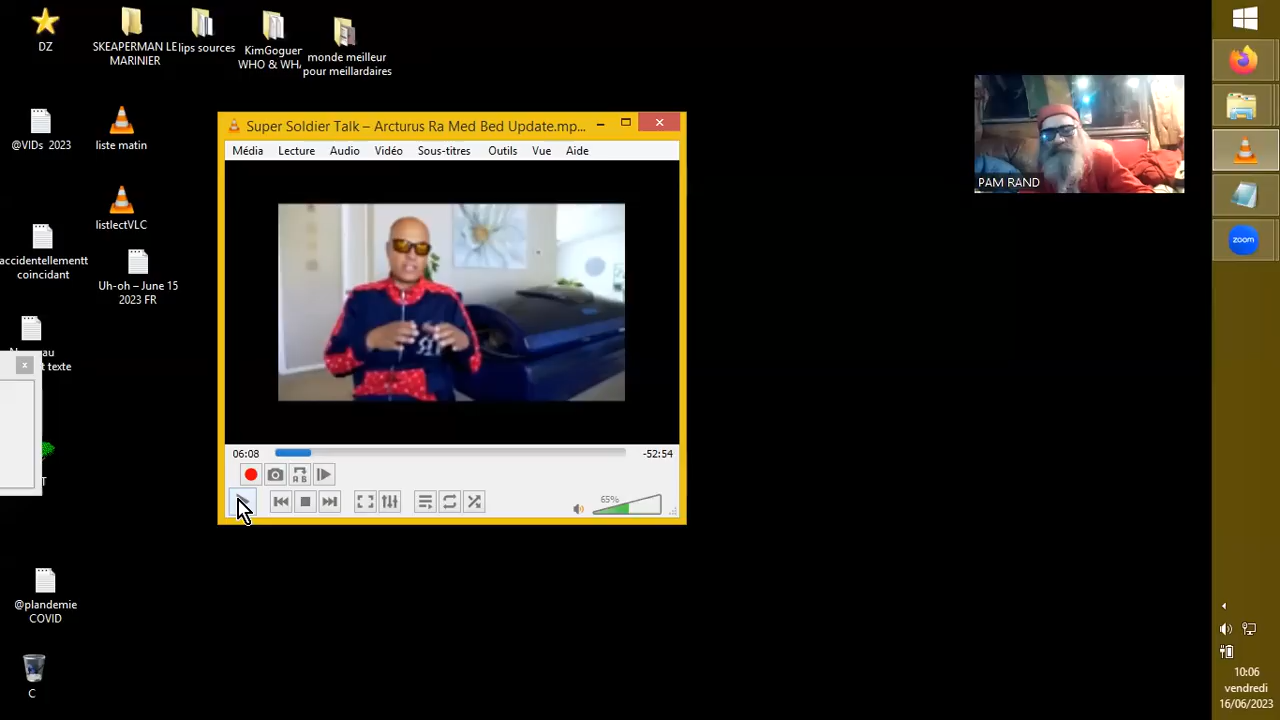 DZ
SKEAPERMAN LE
MARINIER
lips sources
KimGoguer
WHO & WH
monde meilleur
pour meillardaires
@VIDs 2023
liste matin
listlectVLC
accidentellementt
coincidant
Uh-oh – June 15
2023 FR
t texte
@plandemie
COVID
C
Super Soldier Talk – Arcturus Ra Med Bed Update.mp...
Média Lecture Audio Vidéo Sous-titres Outils Vue Aide
06:08
-52:54
A B
65%
PAM RAND
zoom
10:06
vendredi
16/06/2023